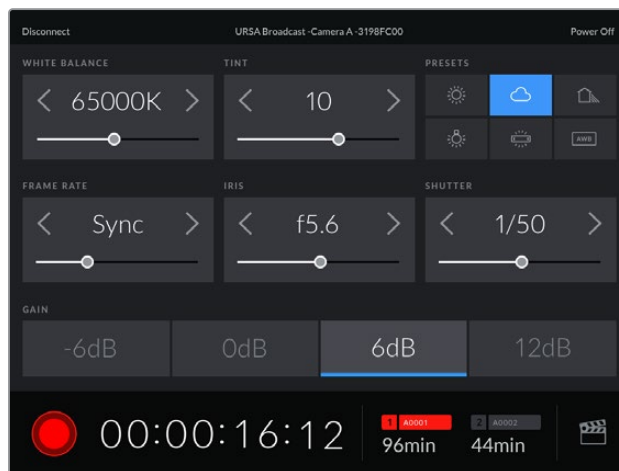 Disconnect
URSA Broadcast -Camera A -3198FC00
Power Off
WHITE BALANCE
TINT
PRESETS
65000K
10
AWB
FRAME RATE
IRIS
SHUTTER
Sync
f5.6
1/50
GAIN
-6dB
0dB
6dB
12dB
00:00:16:12
1 A0001
96min
2 A0002
44min